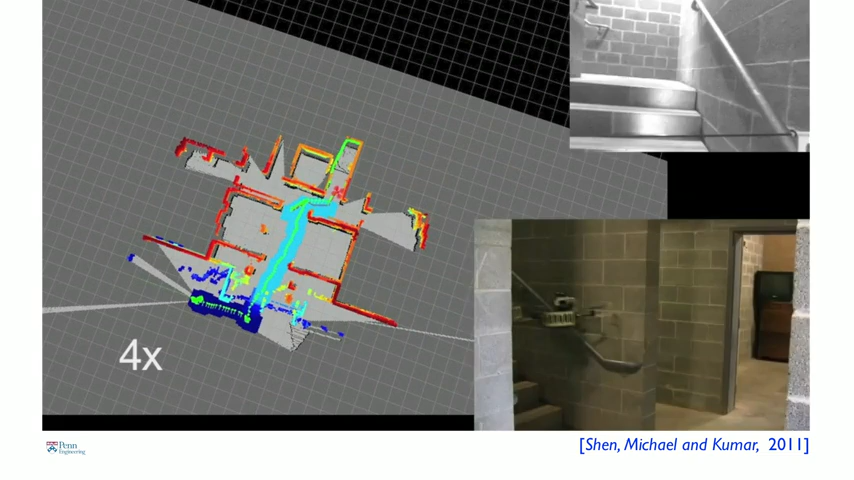 4x
Penn
Engineering
[Shen, Michael and Kumar, 2011]